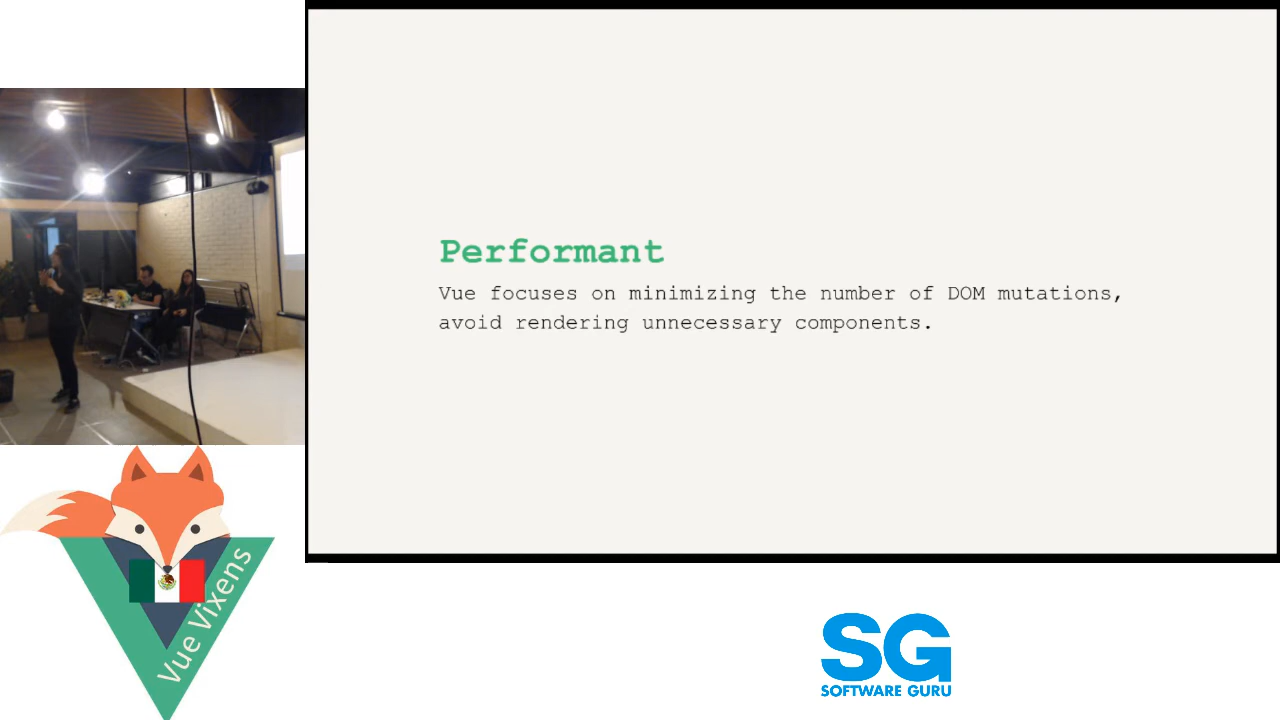 Performant
Vue focuses on minimizing the number of DOM mutations,
avoid rendering unnecessary components.
Vue Vixens
SG
SOFTWARE GURU